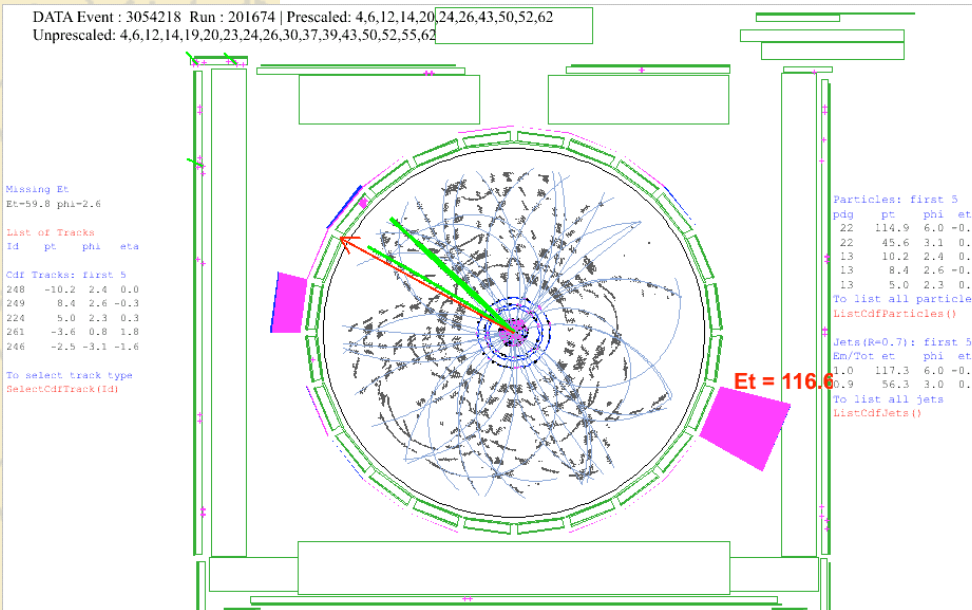 DATA Event : 3054218 Run : 201674 | Prescaled: 4,6,12,14,20,24,26,43,50,52,62
Unprescaled: 4,6,12,14,19,20,23,24,26,30,37,39,43,50,52,55,62
Missing Et
Et=59.8 phi=2.6
List of Tracks
Id pt phi eta
Cdf Tracks: first 5
248 -10.2 2.4 0.0
249 8.4 2.6 -0.3
224 5.0 2.3 0.3
261 -3.6 0.8 1.8
246 -2.5 -3.1 -1.6
To select track type
SelectCdfTrack(Id)
Et = 116.6
Particles: first 5
pdg pt phi et
22 114.9 6.0 -0.
22 45.6 3.1 0.
13 10.2 2.4 0.
13 8.4 2.6 -0.
13 5.0 2.3 0.
To list all particle
ListCdfParticles()
Jets(R=0.7): first 5
Em/Tot et phi et
1.0 117.3 6.0 -0.
0.9 56.3 3.0 0.
To list all jets
ListCdfJets()